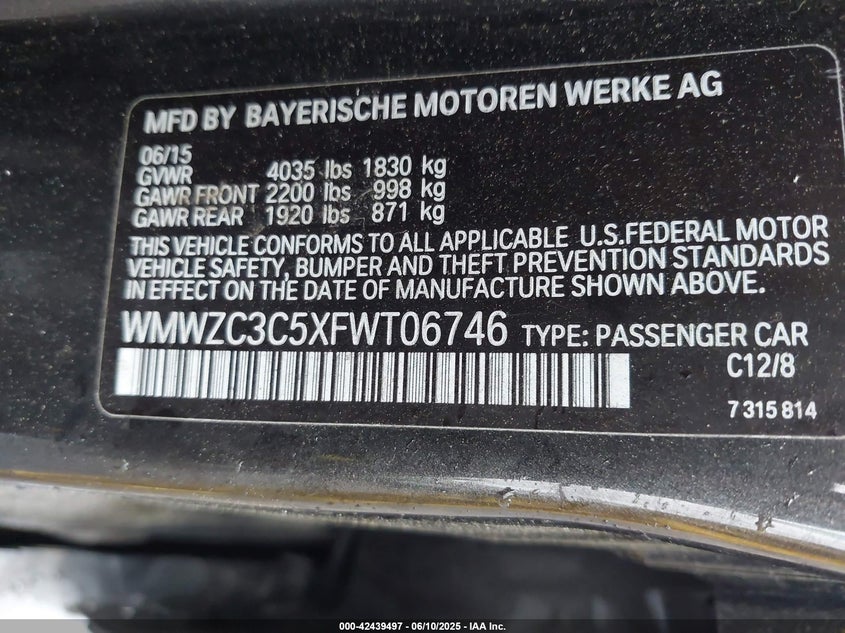 MFD BY BAYERISCHE MOTOREN WERKE AG
06/15
GVWR 4035 lbs 1830 kg
GAWR FRONT 2200 lbs 998 kg
GAWR REAR 1920 lbs 871 kg
THIS VEHICLE CONFORMS TO ALL APPLICABLE U.S.FEDERAL MOTOR
VEHICLE SAFETY, BUMPER AND THEFT PREVENTION STANDARDS
IN EFFECT ON THE DATE OF MANUFACTURE SHOWN ABOVE.
WMWZC3C5XFWT06746 TYPE: PASSENGER CAR
C12/8
7 315 814
000-42439497 - 06/10/2025 - IAA Inc.